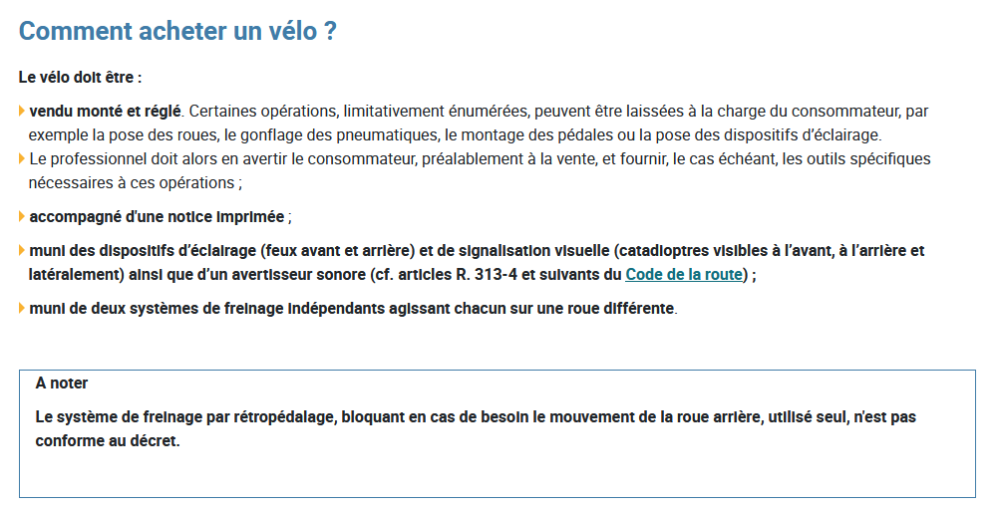 Comment acheter un vélo ?
Le vélo doit être :
vendu monté et réglé. Certaines opérations, limitativement énumérées, peuvent être laissées à la charge du consommateur, par
exemple la pose des roues, le gonflage des pneumatiques, le montage des pédales ou la pose des dispositifs d’éclairage.
Le professionnel doit alors en avertir le consommateur, préalablement à la vente, et fournir, le cas échéant, les outils spécifiques
nécessaires à ces opérations ;
accompagné d'une notice imprimée ;
muni des dispositifs d’éclairage (feux avant et arrière) et de signalisation visuelle (catadioptres visibles à l’avant, à l’arrière et
latéralement) ainsi que d’un avertisseur sonore (cf. articles R. 313-4 et suivants du Code de la route) ;
muni de deux systèmes de freinage indépendants agissant chacun sur une roue différente.
A noter
Le système de freinage par rétropédalage, bloquant en cas de besoin le mouvement de la roue arrière, utilisé seul, n'est pas
conforme au décret.